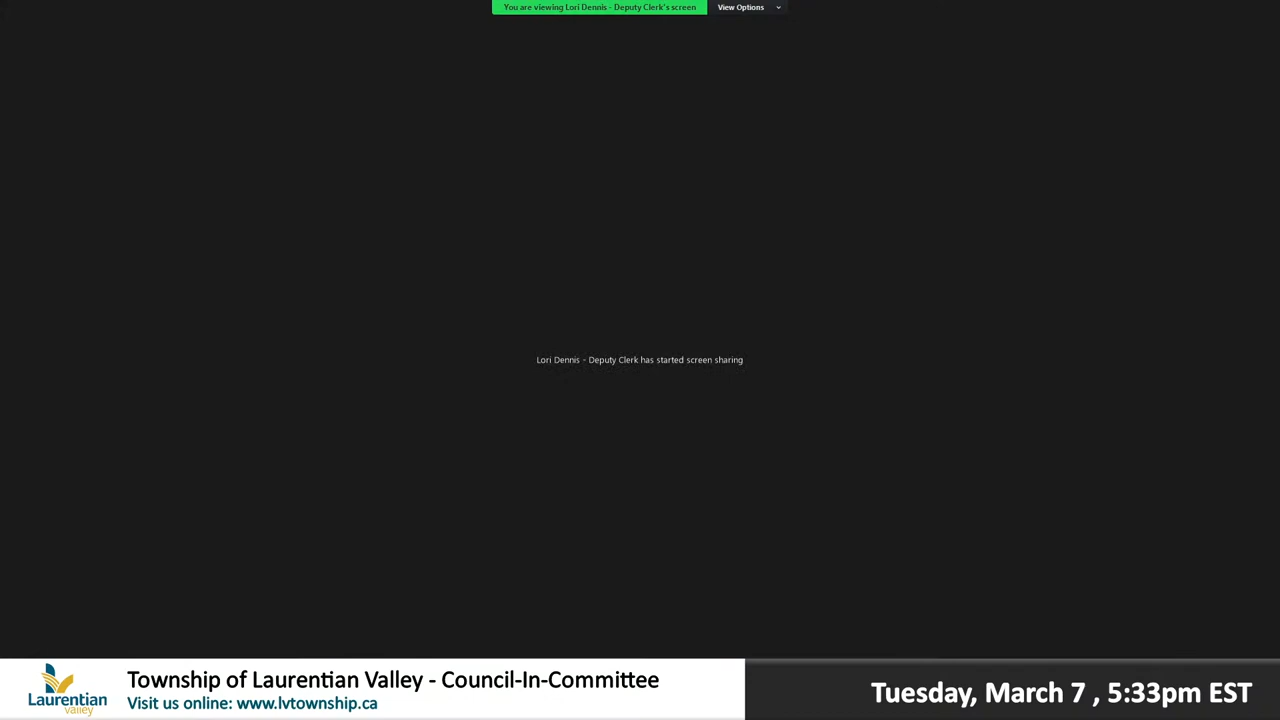 You are viewing Lori Dennis - Deputy Clerk's screen View Options
Lori Dennis - Deputy Clerk has started screen sharing
Laurentian
valley
Township of Laurentian Valley - Council-In-Committee
Visit us online: www.lvtownship.ca
Tuesday, March 7 , 5:33pm EST